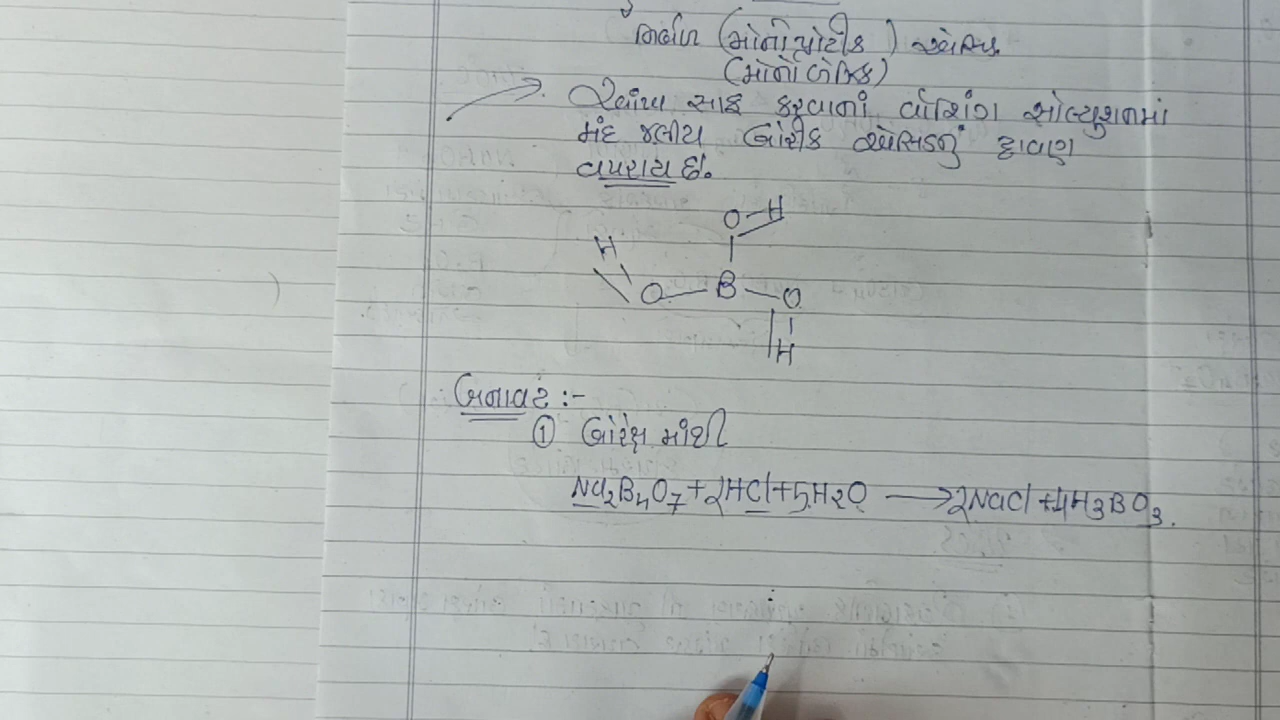 નિર્બળ (મોનોપ્રોટીક) એસિડ
(મોનોબેઝિક)
સાફ કરવાનાં વોશિંગ સોલ્યુશનમાં
મંદ જલીય બોરીક એસિડનું દ્રાવણ
વપરાય છે.
O-H
H
O-B-O
H
બનાવટ :-
① બોરેક્ષ માંથી
Na₂B₄O₇+2HCl+5H₂O ⟶2NaCl+4H₃BO₃.